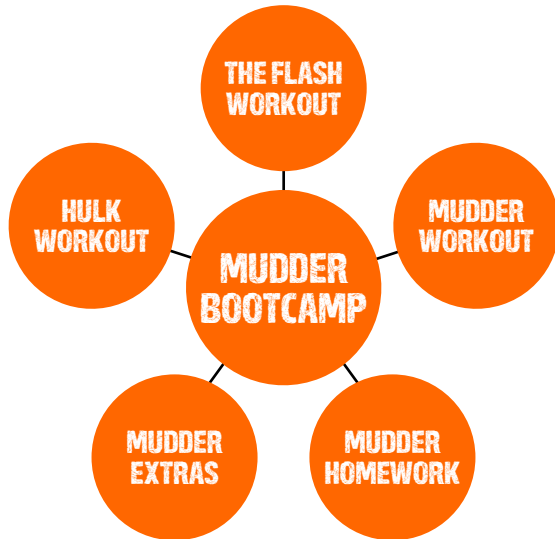 THE FLASH
WORKOUT
HULK
WORKOUT
MUDDER
WORKOUT
MUDDER
BOOTCAMP
MUDDER
EXTRAS
MUDDER
HOMEWORK